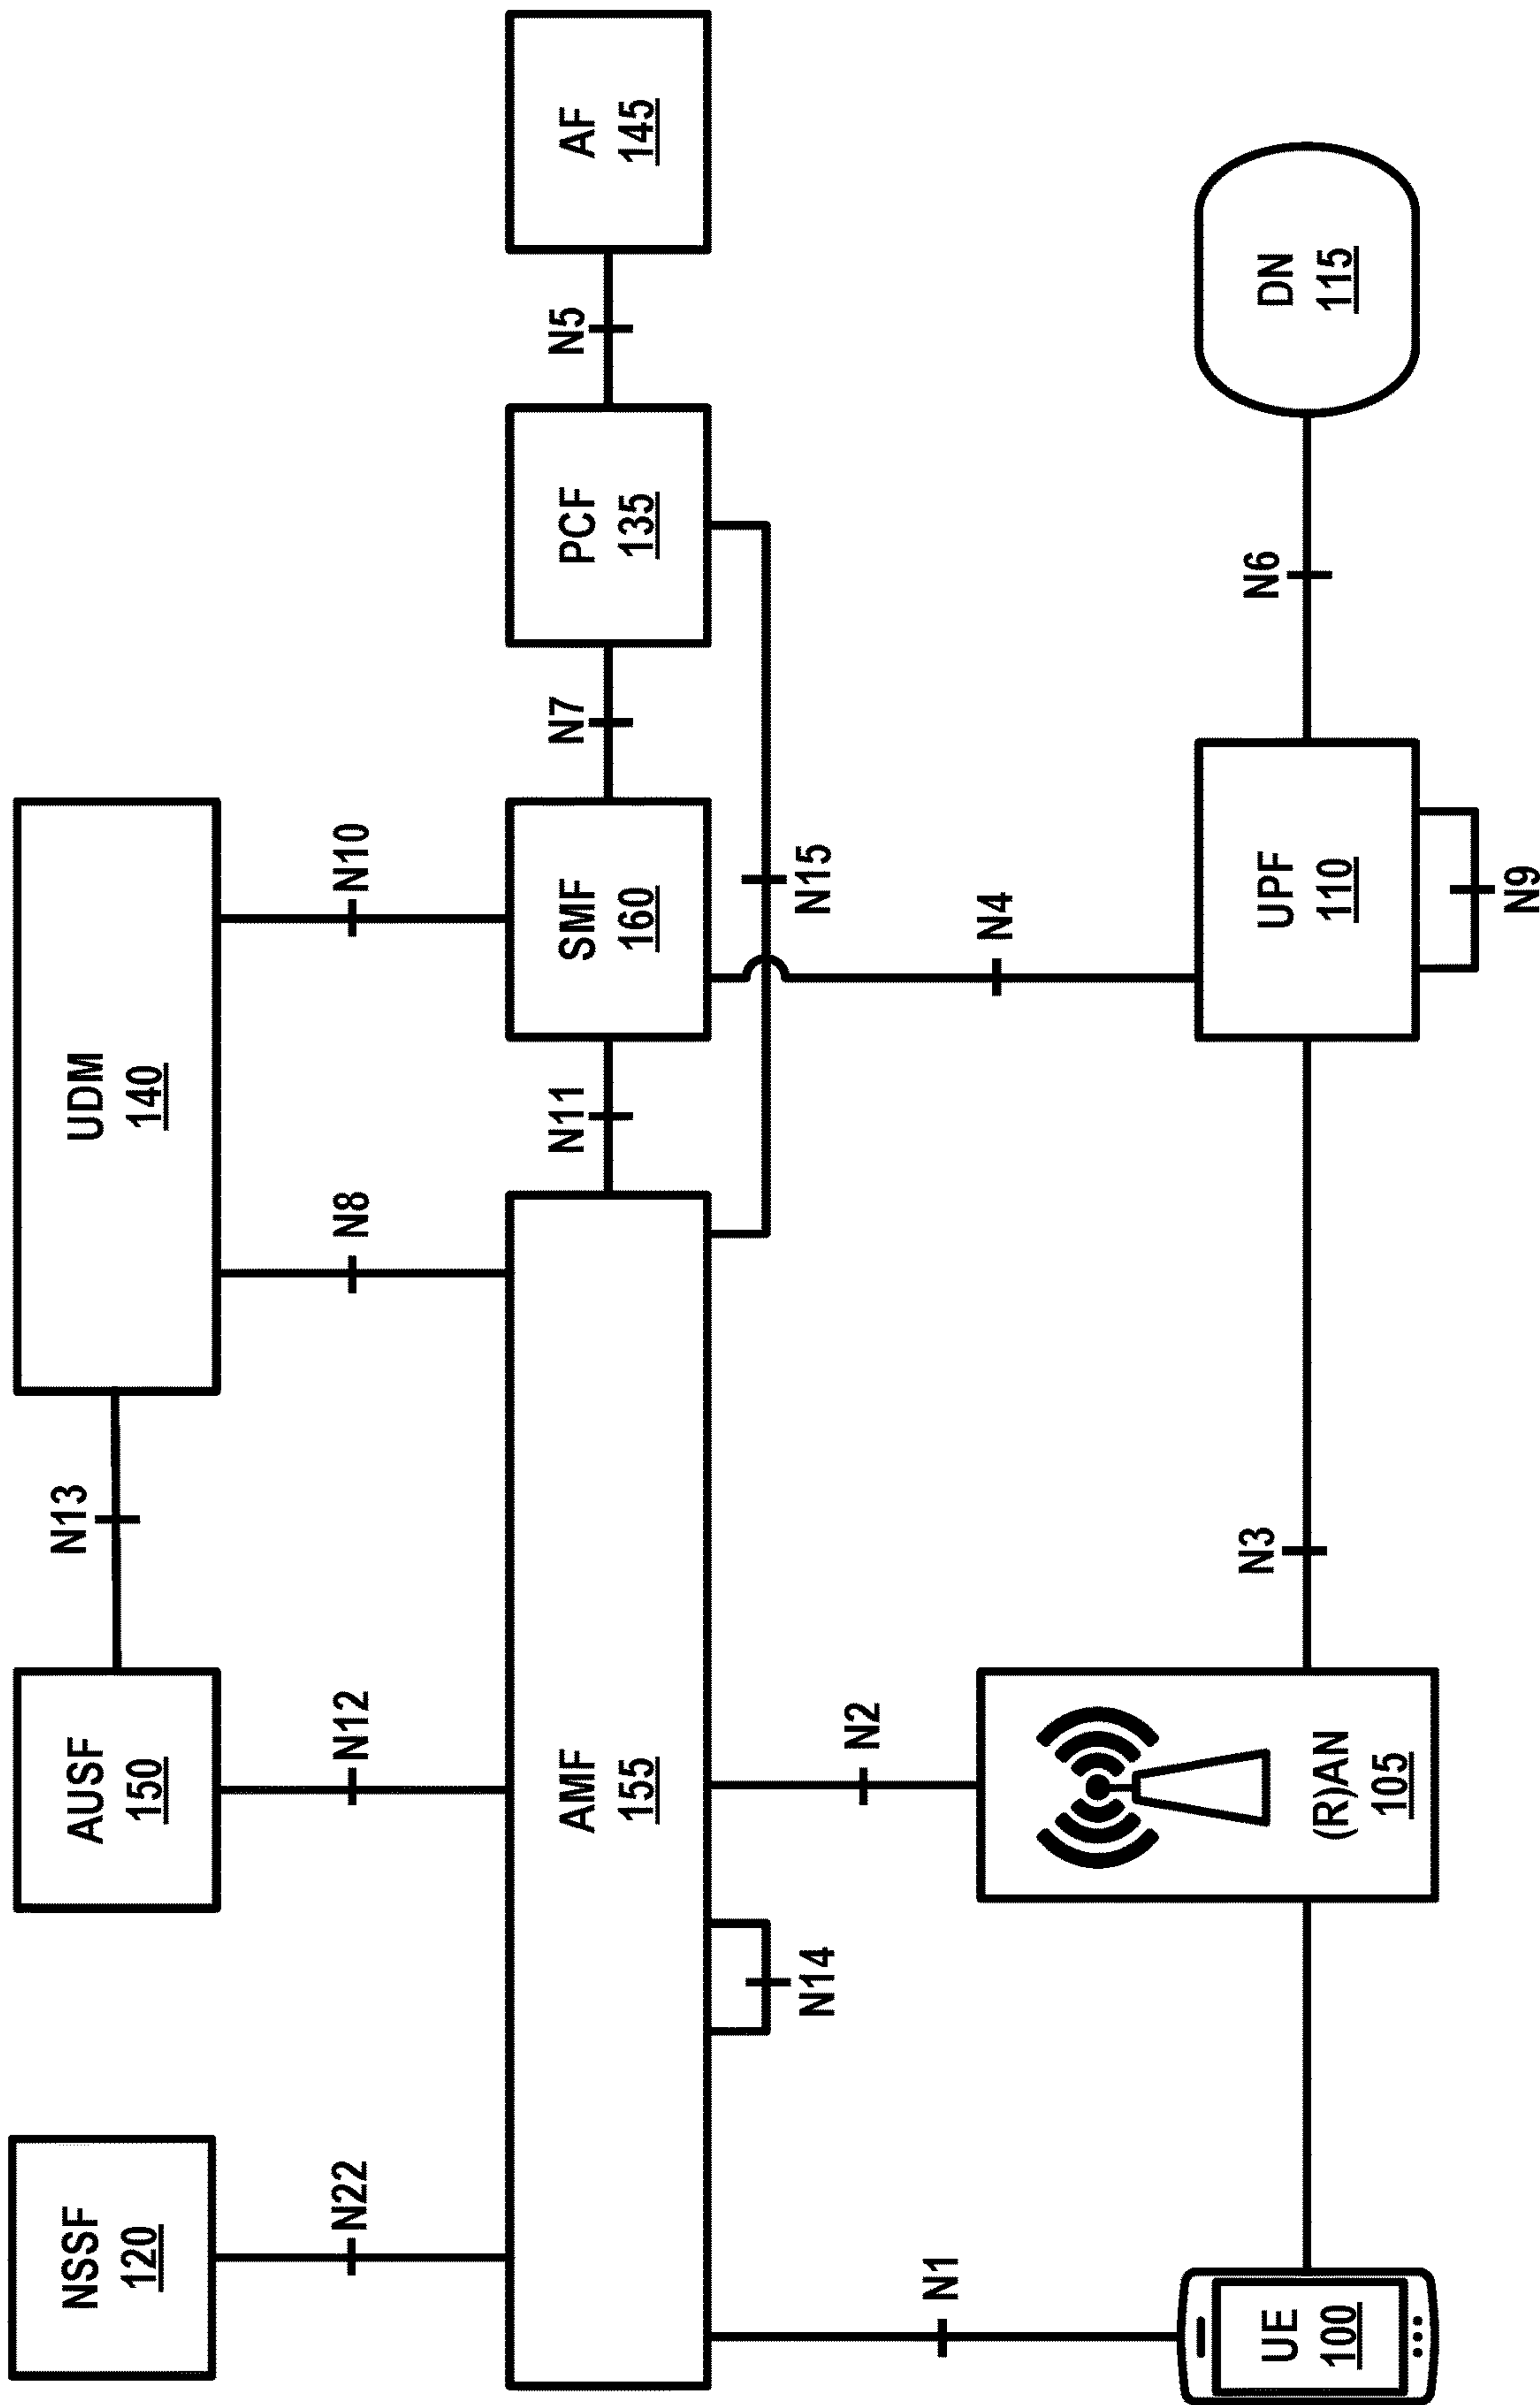 NSSF
120
AUSF
150
N13
UDM
140
N22
N12
N8
N10
AMF
155
N11
SMF
160
N7
PCF
135
N5
AF
145
N14
N15
N1
N2
N4
UE
100
(R)AN
105
N3
UPF
110
N6
DN
115
N9